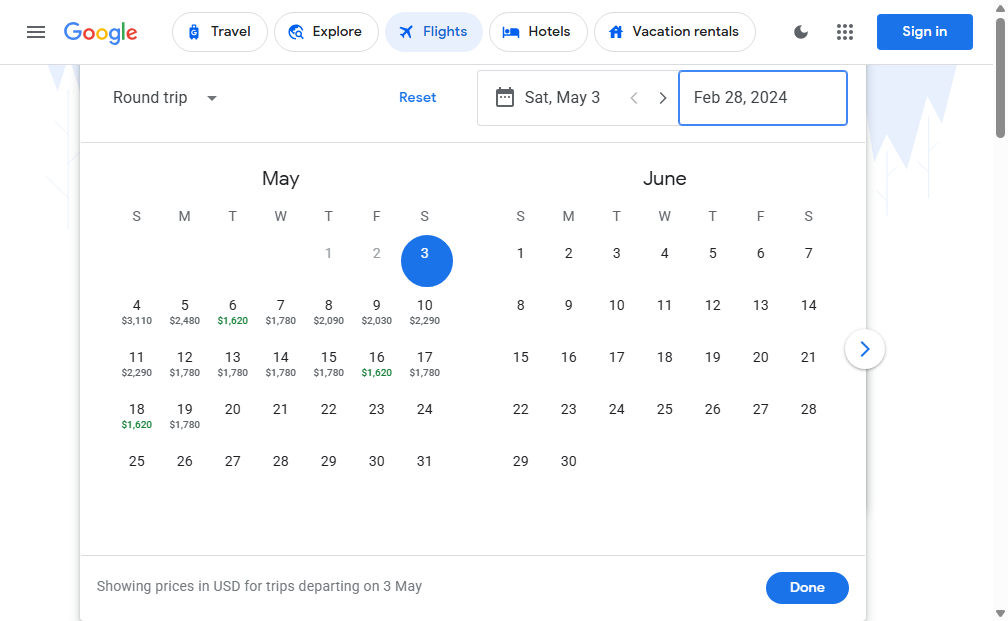 Google Travel Explore Flights Hotels Vacation rentals Sign in
Round trip Reset Sat, May 3 Feb 28, 2024
May June
S M T W T F S S M T W T F S
1 2 3 1 2 3 4 5 6 7
4 5 6 7 8 9 10 8 9 10 11 12 13 14
$3,110 $2,480 $1,620 $1,780 $2,090 $2,030 $2,290
11 12 13 14 15 16 17 15 16 17 18 19 20 21
$2,290 $1,780 $1,780 $1,780 $1,780 $1,620 $1,780
18 19 20 21 22 23 24 22 23 24 25 26 27 28
$1,620 $1,780
25 26 27 28 29 30 31 29 30
Showing prices in USD for trips departing on 3 May Done